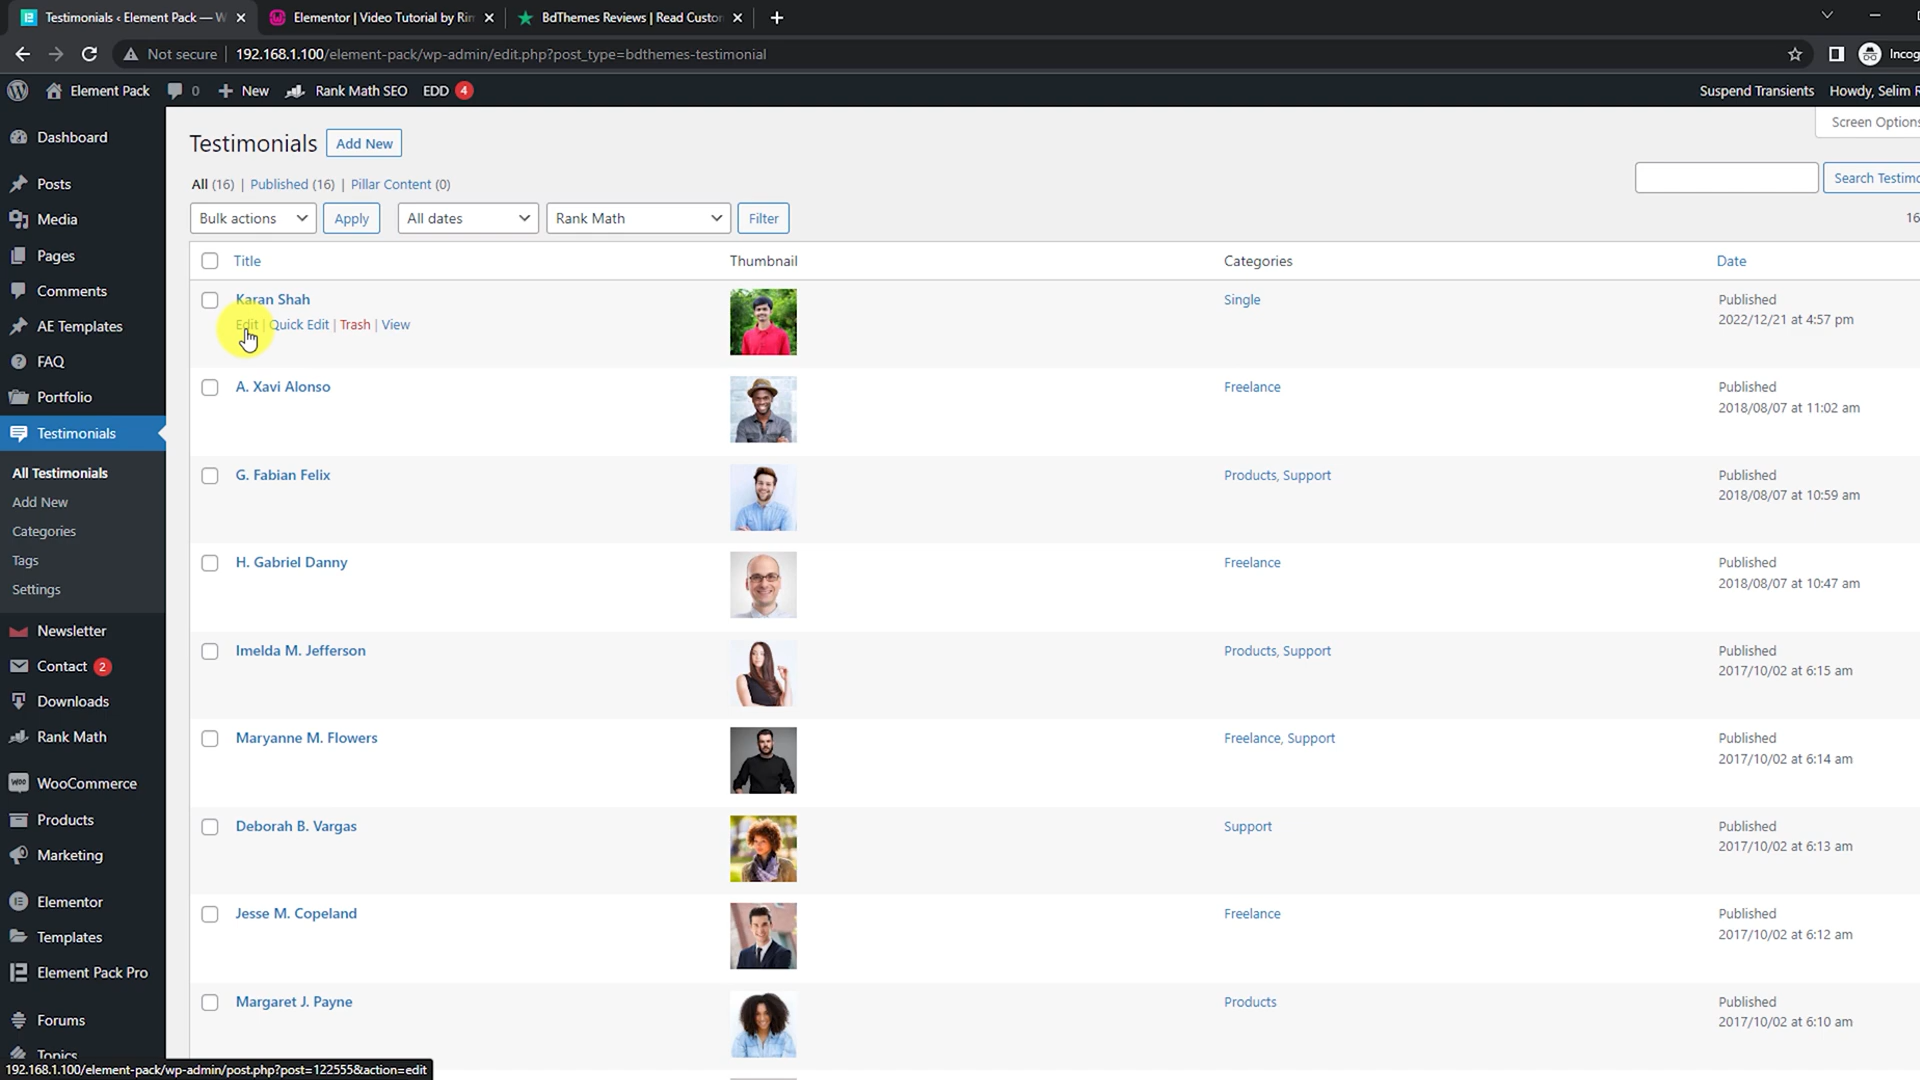 Testimonials ‹ Element Pack — W
Elementor | Video Tutorial by Rim
BdThemes Reviews | Read Custor
Not secure
192.168.1.100/element-pack/wp-admin/edit.php?post_type=bdthemes-testimonial
Incog
Element Pack
0
New
Rank Math SEO
EDD 4
Suspend Transients
Howdy, Selim R
Dashboard
Posts
Media
Pages
Comments
AE Templates
FAQ
Portfolio
Testimonials
All Testimonials
Add New
Categories
Tags
Settings
Newsletter
Contact 2
Downloads
Rank Math
WooCommerce
Products
Marketing
Elementor
Templates
Element Pack Pro
Forums
Topics
Screen Options
Testimonials Add New
All (16) | Published (16) | Pillar Content (0)
Search Testimo
Bulk actions Apply All dates Rank Math Filter
16
Title Thumbnail Categories Date
Karan Shah
Edit | Quick Edit | Trash | View
Single
Published
2022/12/21 at 4:57 pm
A. Xavi Alonso
Freelance
Published
2018/08/07 at 11:02 am
G. Fabian Felix
Products, Support
Published
2018/08/07 at 10:59 am
H. Gabriel Danny
Freelance
Published
2018/08/07 at 10:47 am
Imelda M. Jefferson
Products, Support
Published
2017/10/02 at 6:15 am
Maryanne M. Flowers
Freelance, Support
Published
2017/10/02 at 6:14 am
Deborah B. Vargas
Support
Published
2017/10/02 at 6:13 am
Jesse M. Copeland
Freelance
Published
2017/10/02 at 6:12 am
Margaret J. Payne
Products
Published
2017/10/02 at 6:10 am
192.168.1.100/element-pack/wp-admin/post.php?post=122555&action=edit